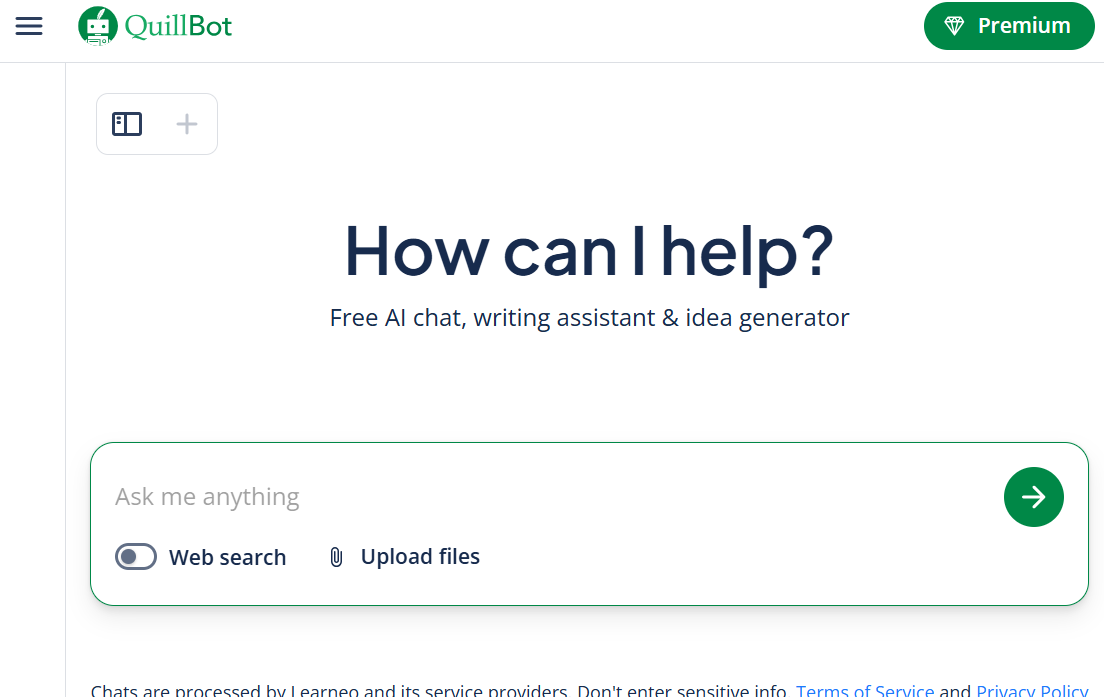 QuillBot
Premium
How can I help?
Free AI chat, writing assistant & idea generator
Ask me anything
Web search
Upload files
Chats are processed by Learneo and its service providers. Don't enter sensitive info. Terms of Service and Privacy Policy